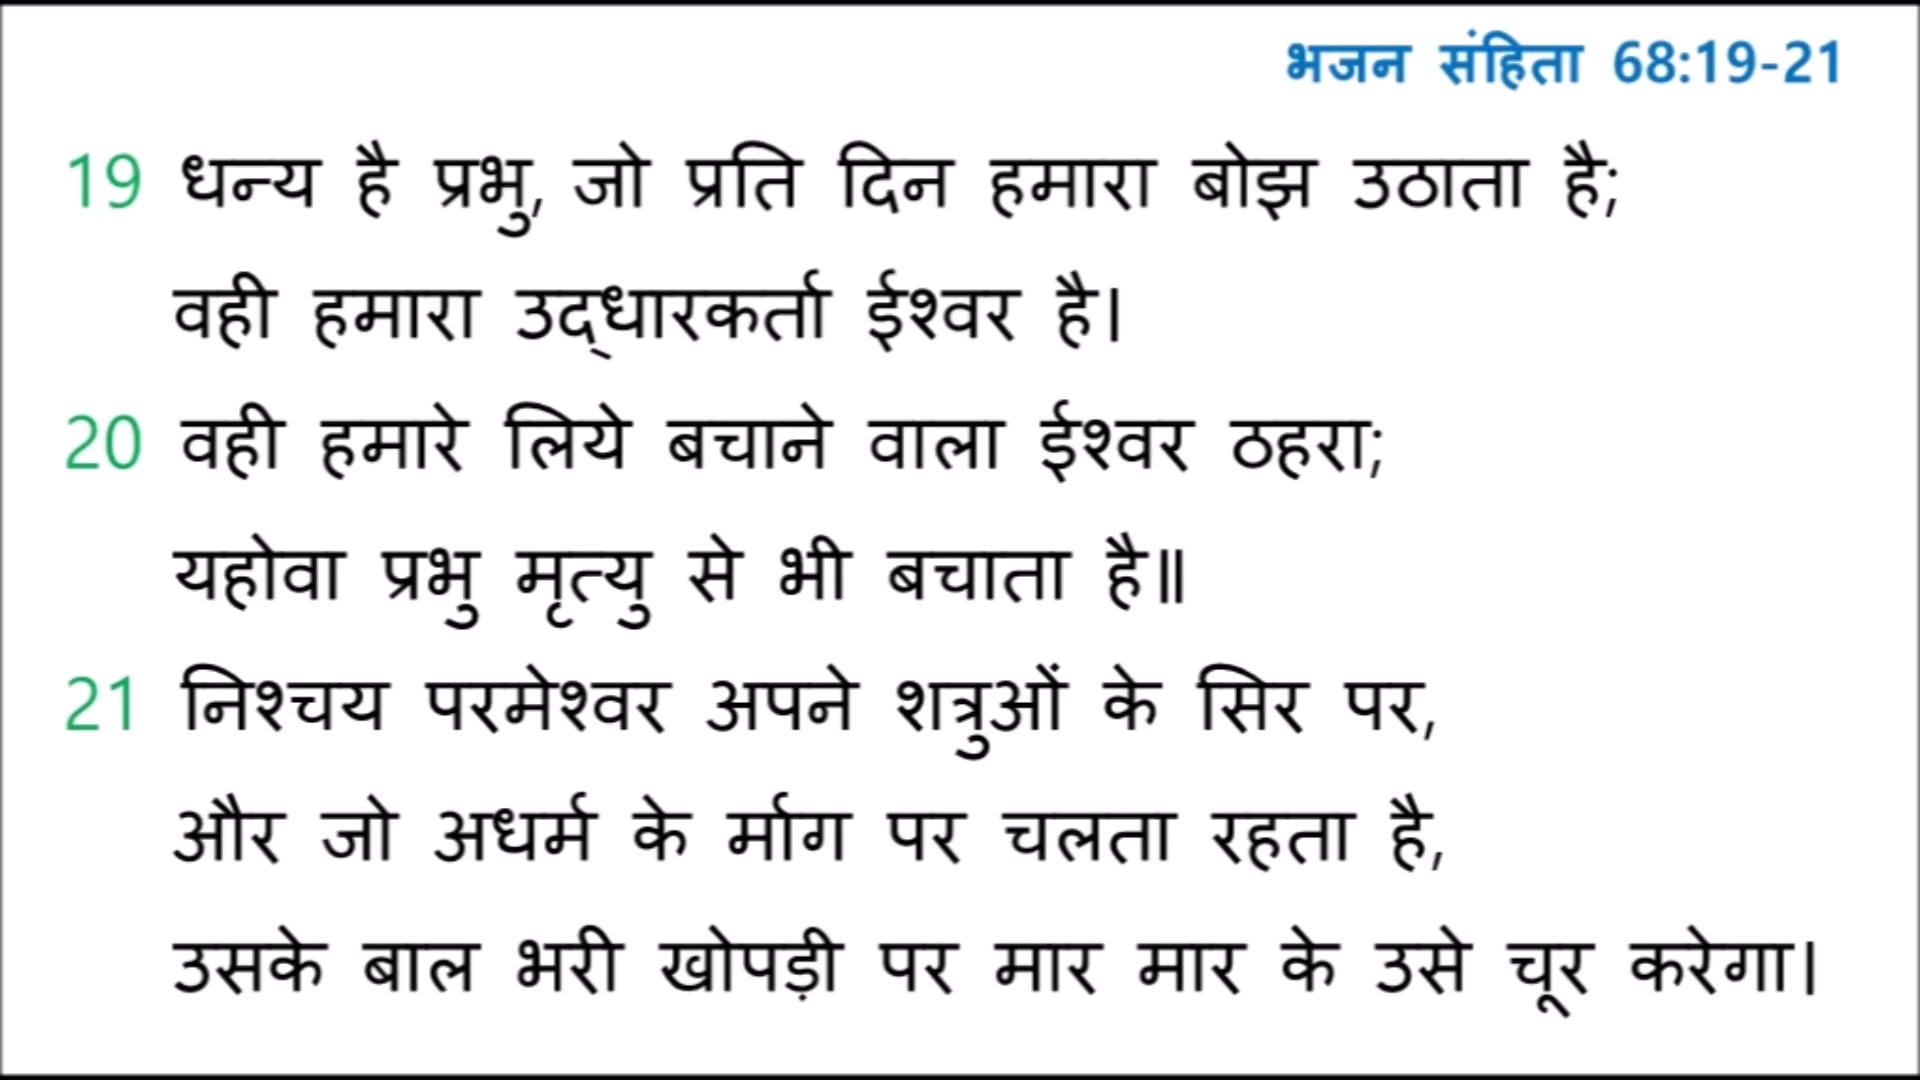 भजन संहिता 68:19-21
19 धन्य है प्रभु, जो प्रति दिन हमारा बोझ उठाता है;
वही हमारा उद्‌धारकर्ता ईश्वर है।
20 वही हमारे लिये बचाने वाला ईश्वर ठहरा;
यहोवा प्रभु मृत्यु से भी बचाता है॥
21 निश्चय परमेश्वर अपने शत्रुओं के सिर पर,
और जो अधर्म के र्माग पर चलता रहता है,
उसके बाल भरी खोपड़ी पर मार मार के उसे चूर करेगा।